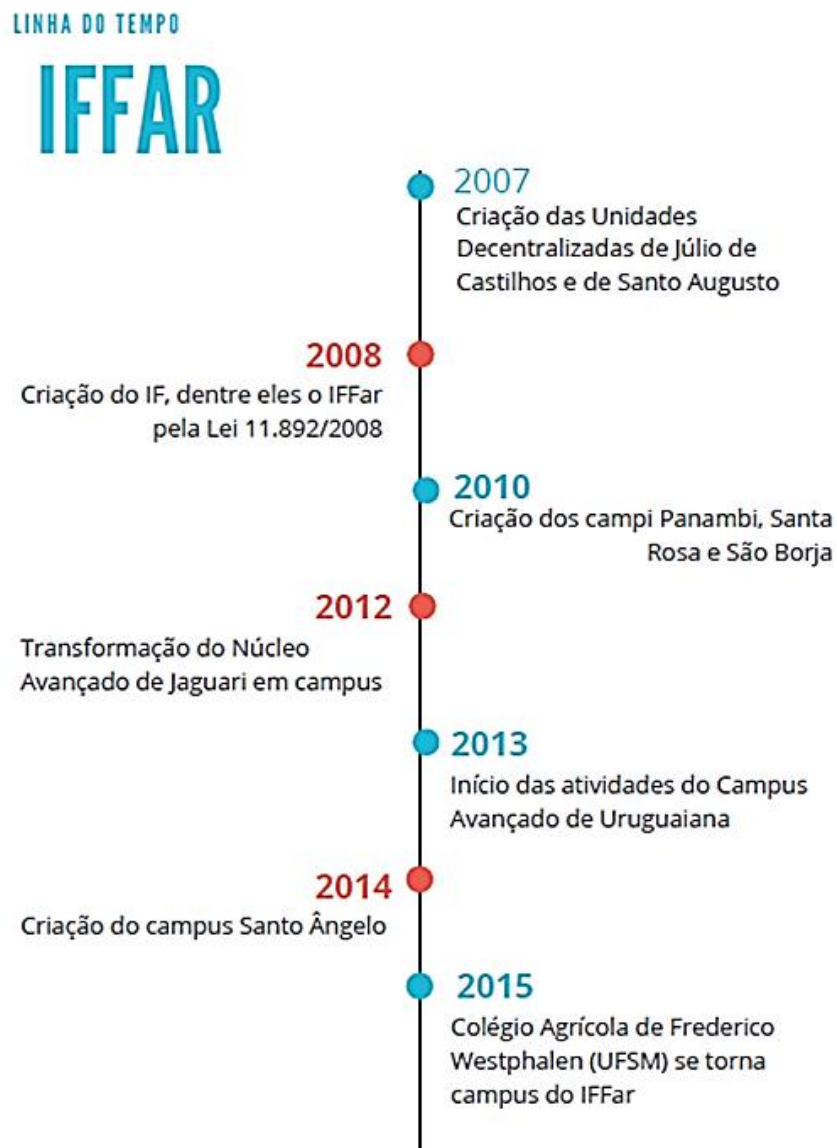 LINHA DO TEMPO
IFFAR
2007
Criação das Unidades
Decentralizadas de Júlio de
Castilhos e de Santo Augusto
2008
Criação do IF, dentre eles o IFFar
pela Lei 11.892/2008
2010
Criação dos campi Panambi, Santa
Rosa e São Borja
2012
Transformação do Núcleo
Avançado de Jaguari em campus
2013
Início das atividades do Campus
Avançado de Uruguaiana
2014
Criação do campus Santo Ângelo
2015
Colégio Agrícola de Frederico
Westphalen (UFSM) se torna
campus do IFFar